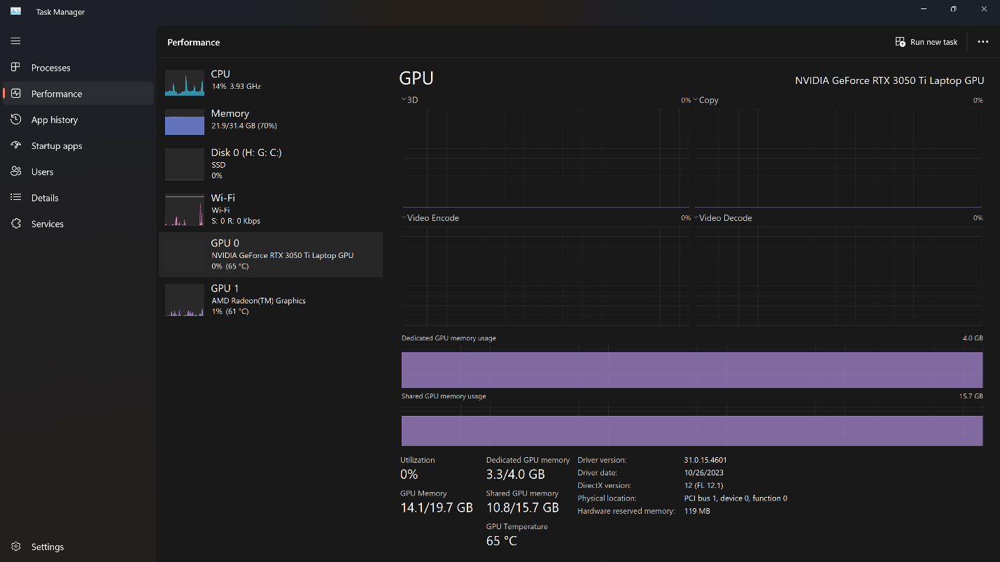 Task Manager
Performance
Run new task
Processes
Performance
App history
Startup apps
Users
Details
Services
Settings
CPU
14% 3.93 GHz
Memory
21.9/31.4 GB (70%)
Disk 0 (H: G: C:)
SSD
0%
Wi-Fi
Wi-Fi
S: 0 R: 0 Kbps
GPU 0
NVIDIA GeForce RTX 3050 Ti Laptop GPU
0% (65 °C)
GPU 1
AMD Radeon(TM) Graphics
1% (61 °C)
GPU NVIDIA GeForce RTX 3050 Ti Laptop GPU
3D 0% Copy 0%
Video Encode 0% Video Decode 0%
Dedicated GPU memory usage 4.0 GB
Shared GPU memory usage 15.7 GB
Utilization
0%
GPU Memory
14.1/19.7 GB
Dedicated GPU memory
3.3/4.0 GB
Shared GPU memory
10.8/15.7 GB
GPU Temperature
65 °C
Driver version: 31.0.15.4601
Driver date: 10/26/2023
DirectX version: 12 (FL 12.1)
Physical location: PCI bus 1, device 0, function 0
Hardware reserved memory: 119 MB